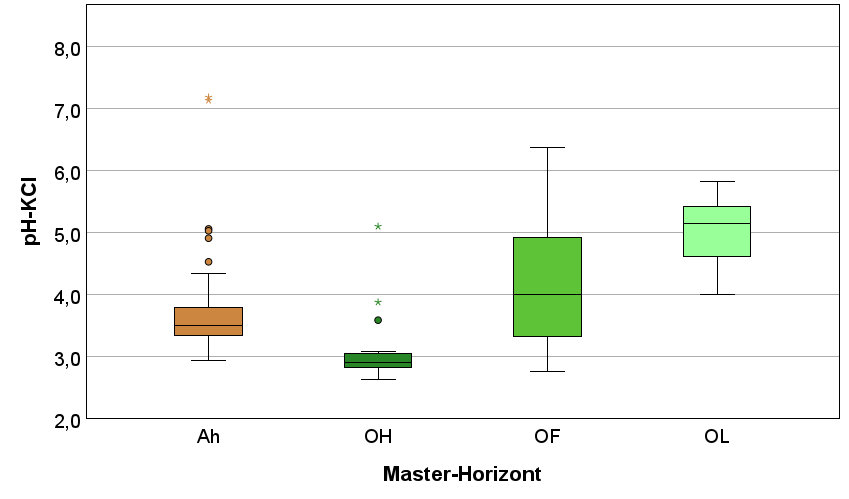 8,0
7,0
6,0
5,0
4,0
3,0
2,0
pH-KCl
Ah OH OF OL
Master-Horizont